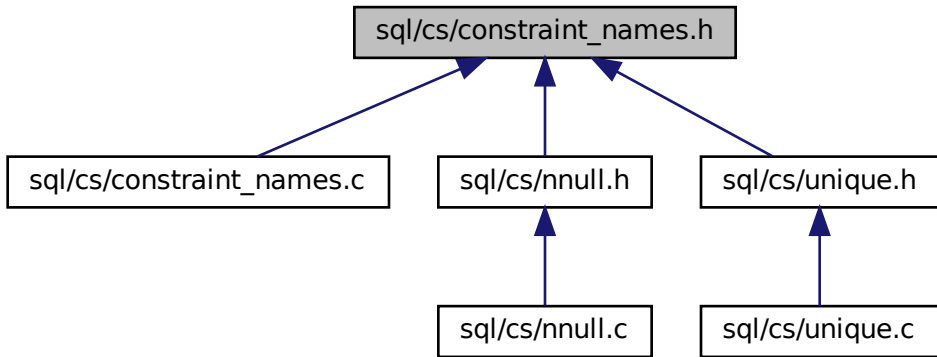 sql/cs/constraint_names.h
sql/cs/constraint_names.c
sql/cs/nnull.h
sql/cs/unique.h
sql/cs/nnull.c
sql/cs/unique.c